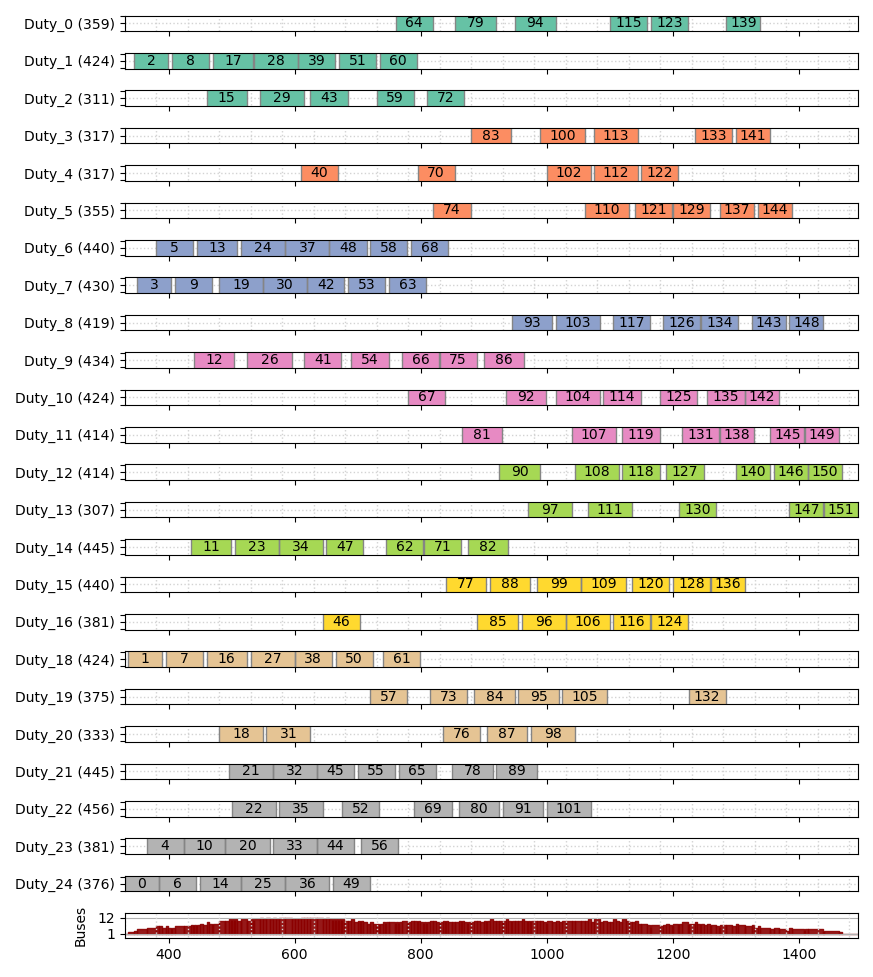 Duty_0 (359) 64 79 94 115 123 139
Duty_1 (424) 2 8 17 28 39 51 60
Duty_2 (311) 15 29 43 59 72
Duty_3 (317) 83 100 113 133 141
Duty_4 (317) 40 70 102 112 122
Duty_5 (355) 74 110 121 129 137 144
Duty_6 (440) 5 13 24 37 48 58 68
Duty_7 (430) 3 9 19 30 42 53 63
Duty_8 (419) 93 103 117 126 134 143 148
Duty_9 (434) 12 26 41 54 66 75 86
Duty_10 (424) 67 92 104 114 125 135 142
Duty_11 (414) 81 107 119 131 138 145 149
Duty_12 (414) 90 108 118 127 140 146 150
Duty_13 (307) 97 111 130 147 151
Duty_14 (445) 11 23 34 47 62 71 82
Duty_15 (440) 77 88 99 109 120 128 136
Duty_16 (381) 46 85 96 106 116 124
Duty_18 (424) 1 7 16 27 38 50 61
Duty_19 (375) 57 73 84 95 105 132
Duty_20 (333) 18 31 76 87 98
Duty_21 (445) 21 32 45 55 65 78 89
Duty_22 (456) 22 35 52 69 80 91 101
Duty_23 (381) 4 10 20 33 44 56
Duty_24 (376) 0 6 14 25 36 49
Buses
12
1
400 600 800 1000 1200 1400